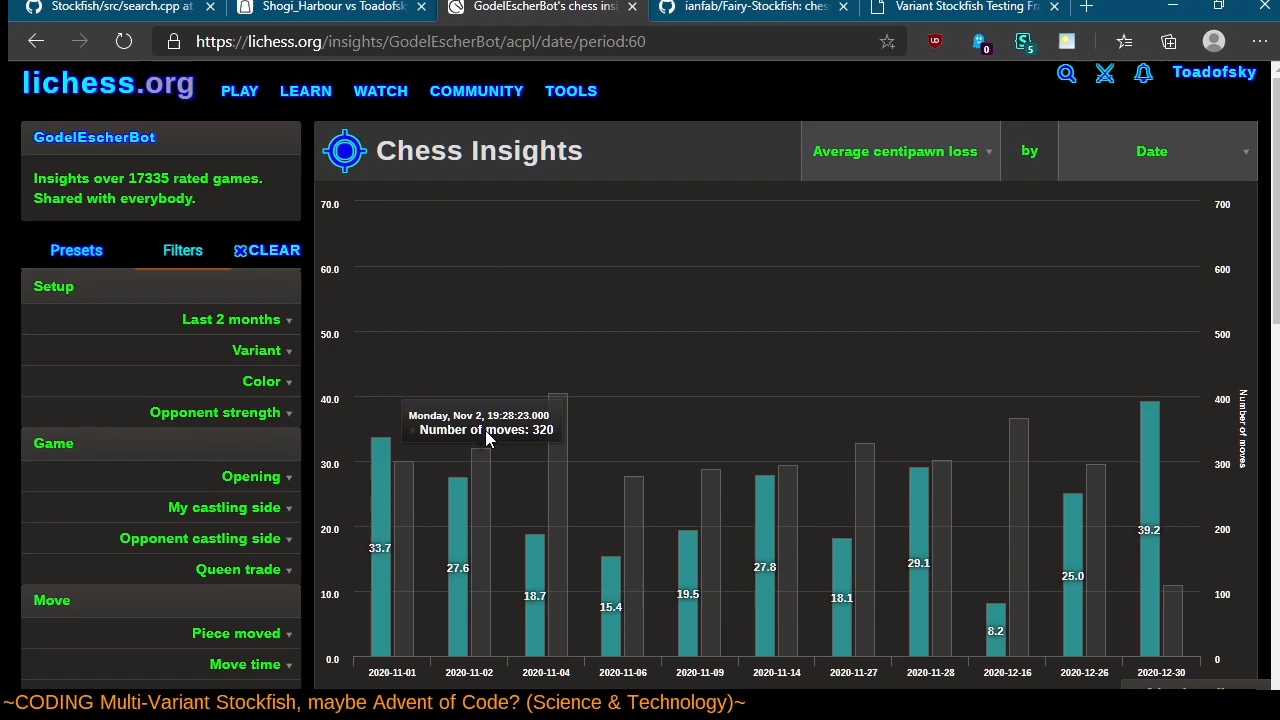 Stockfish/src/search.cpp at
Shogi_Harbour vs Toadofsk
GodelEscherBot's chess insi
ianfab/Fairy-Stockfish: ches
Variant Stockfish Testing Fr
https://lichess.org/insights/GodelEscherBot/acpl/date/period:60
UD
0
5
lichess.org
PLAY LEARN WATCH COMMUNITY TOOLS
Toadofsky
GodelEscherBot
Insights over 17335 rated games.
Shared with everybody.
Presets Filters CLEAR
Setup
Last 2 months
Variant
Color
Opponent strength
Game
Opening
My castling side
Opponent castling side
Queen trade
Move
Piece moved
Move time
Chess Insights
Average centipawn loss by Date
70.0 700
60.0 600
50.0 500
40.0 400
30.0 300
20.0 200
10.0 100
0.0 0
Number of moves
Monday, Nov 2, 19:28:23.000
Number of moves: 320
33.7 27.6 18.7 15.4 19.5 27.8 18.1 29.1 8.2 25.0 39.2
2020-11-01 2020-11-02 2020-11-04 2020-11-06 2020-11-09 2020-11-14 2020-11-27 2020-11-28 2020-12-16 2020-12-26 2020-12-30
~CODING Multi-Variant Stockfish, maybe Advent of Code? (Science & Technology)~